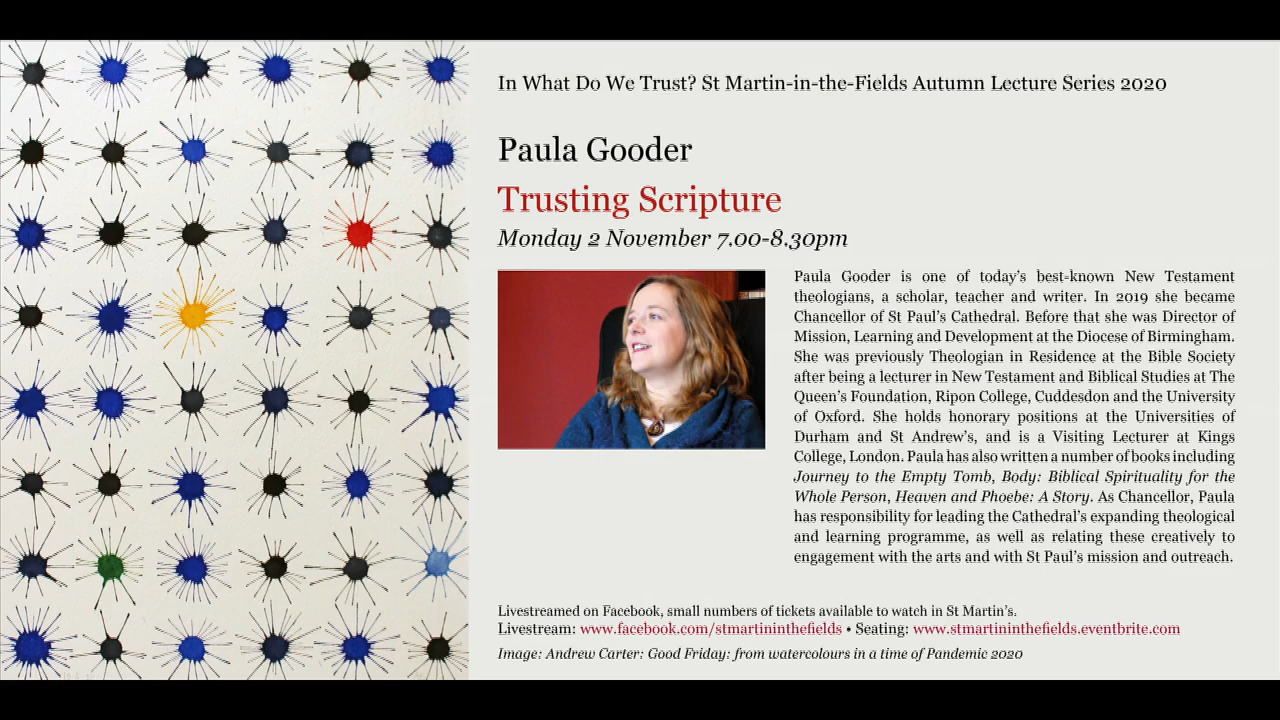 In What Do We Trust? St Martin-in-the-Fields Autumn Lecture Series 2020
Paula Gooder
Trusting Scripture
Monday 2 November 7.00-8.30pm
Paula Gooder is one of today's best-known New Testament
theologians, a scholar, teacher and writer. In 2019 she became
Chancellor of St Paul's Cathedral. Before that she was Director of
Mission, Learning and Development at the Diocese of Birmingham.
She was previously Theologian in Residence at the Bible Society
after being a lecturer in New Testament and Biblical Studies at The
Queen's Foundation, Ripon College, Cuddesdon and the University
of Oxford. She holds honorary positions at the Universities of
Durham and St Andrew's, and is a Visiting Lecturer at Kings
College, London. Paula has also written a number of books including
Journey to the Empty Tomb, Body: Biblical Spirituality for the
Whole Person, Heaven and Phoebe: A Story. As Chancellor, Paula
has responsibility for leading the Cathedral's expanding theological
and learning programme, as well as relating these creatively to
engagement with the arts and with St Paul's mission and outreach.
Livestreamed on Facebook, small numbers of tickets available to watch in St Martin's.
Livestream: www.facebook.com/stmartininthefields • Seating: www.stmartininthefields.eventbrite.com
Image: Andrew Carter: Good Friday: from watercolours in a time of Pandemic 2020